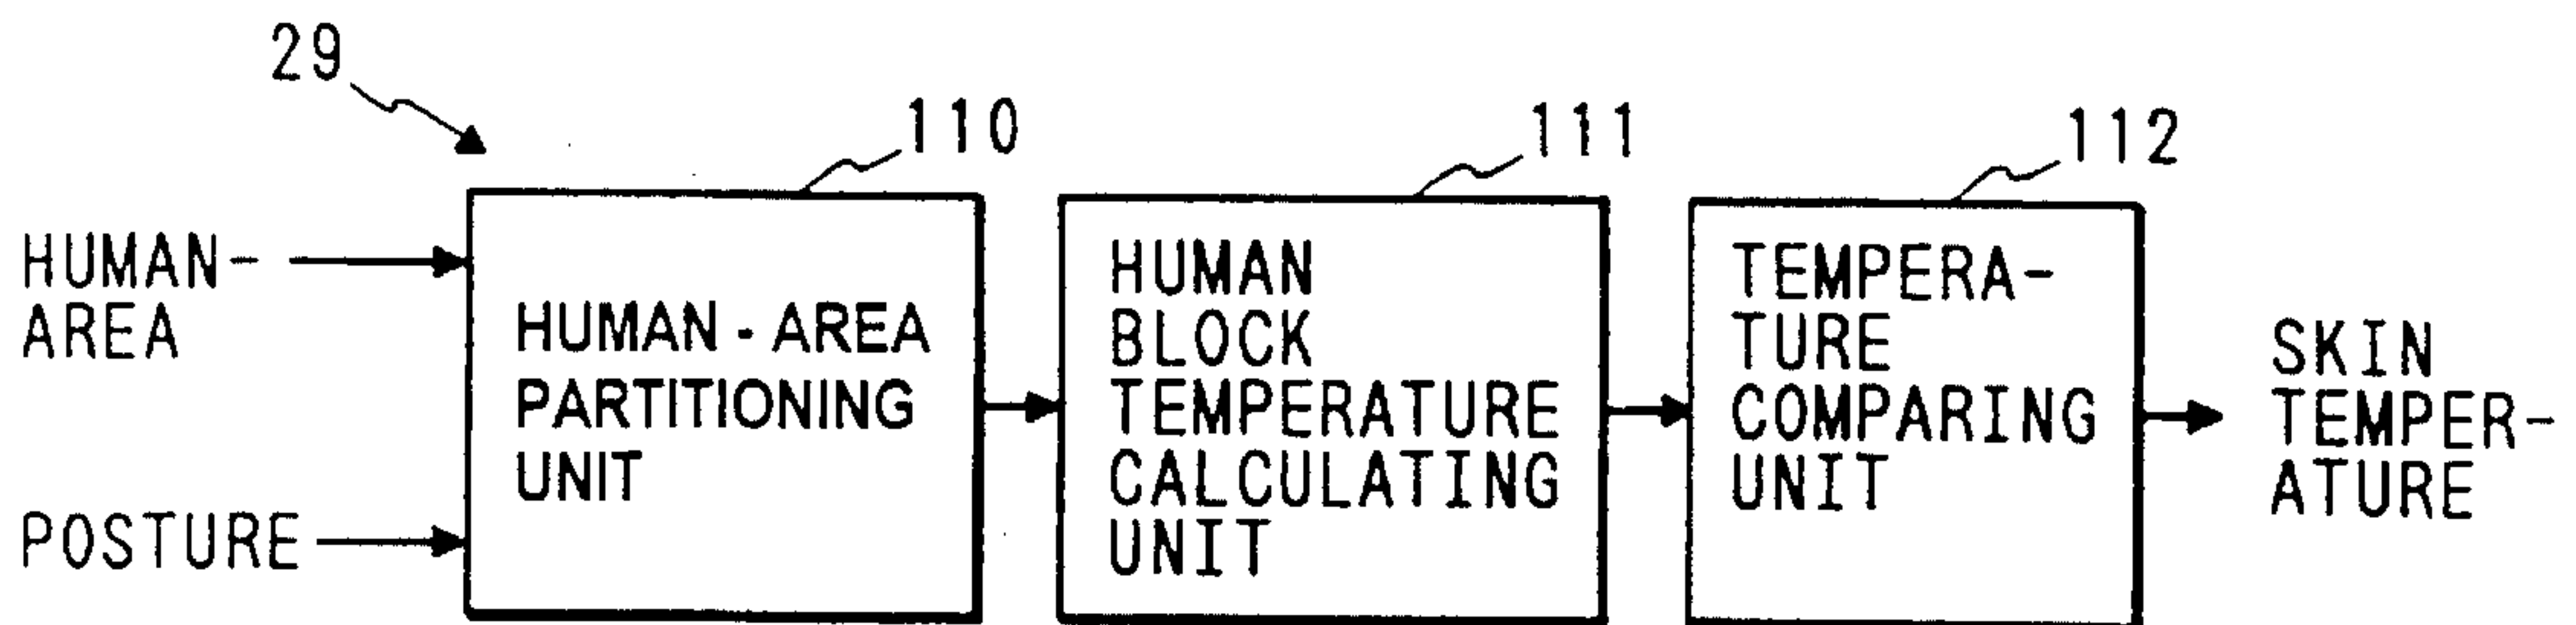 29
110
111
112
HUMAN-
AREA
POSTURE
HUMAN - AREA
PARTITIONING
UNIT
HUMAN
BLOCK
TEMPERATURE
CALCULATING
UNIT
TEMPERA-
TURE
COMPARING
UNIT
SKIN
TEMPER-
ATURE